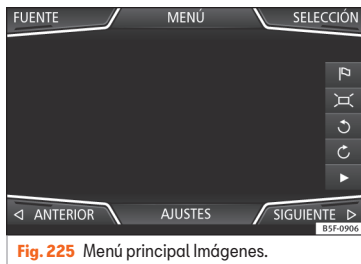 FUENTE MENÚ SELECCIÓN
ANTERIOR AJUSTES SIGUIENTE
B5F-0906
Fig. 225 Menú principal Imágenes.